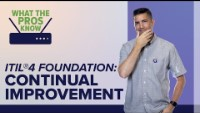 WHAT THE
PROS
KNOW
ITIL®4 FOUNDATION:
CONTINUAL
IMPROVEMENT